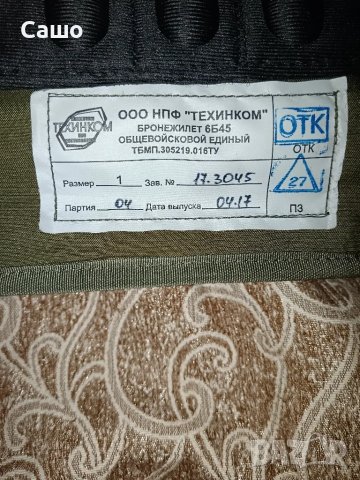 Сашо
ТЕХИНКОМ
ООО НПФ "ТЕХИНКОМ"
БРОНЕЖИЛЕТ 6Б45
ОБЩЕВОЙСКОВОЙ ЕДИНЫЙ
ТБМП.305219.016ТУ
Размер 1 Зав. № 17.3045
Партия 04 Дата выпуска 04.17
ОТК
ОТК
27
ПЗ
BAZAR